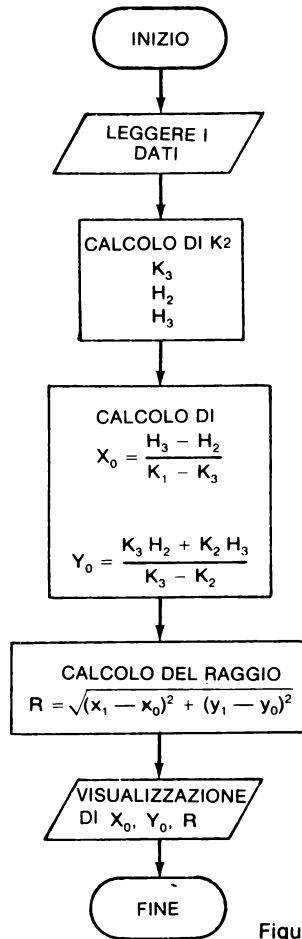 INIZIO
LEGGERE I
DATI
CALCOLO DI K2
K₃
H₂
H₃
CALCOLO DI
X₀ = (H₃ − H₂) / (K₁ − K₃)
Y₀ = (K₃ H₂ + K₂ H₃) / (K₃ − K₂)
CALCOLO DEL RAGGIO
R = √(x₁ — x₀)² + (y₁ — y₀)²
VISUALIZZAZIONE
DI X₀, Y₀, R
FINE